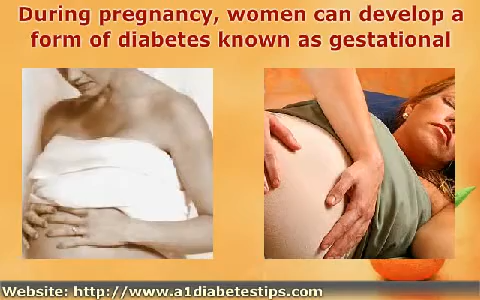 During pregnancy, women can develop a
form of diabetes known as gestational
Website: http://www.a1diabetestips.com